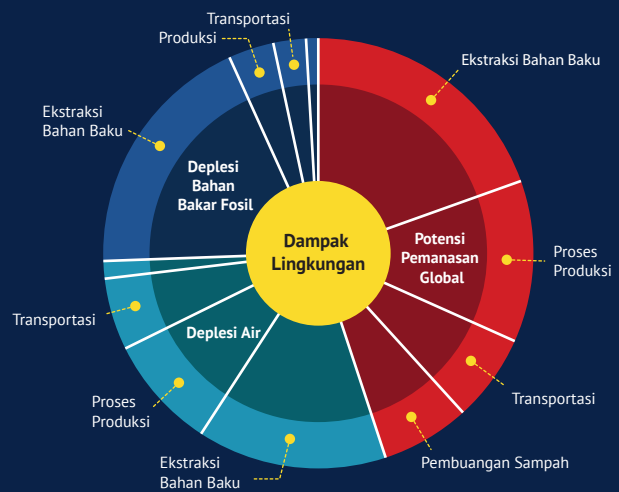 Transportasi
Produksi
Ekstraksi Bahan Baku
Ekstraksi
Bahan Baku
Deplesi
Bahan
Bakar Fosil
Dampak
Lingkungan
Potensi
Pemanasan
Global
Proses
Produksi
Transportasi
Deplesi Air
Transportasi
Proses
Produksi
Ekstraksi
Bahan Baku
Pembuangan Sampah